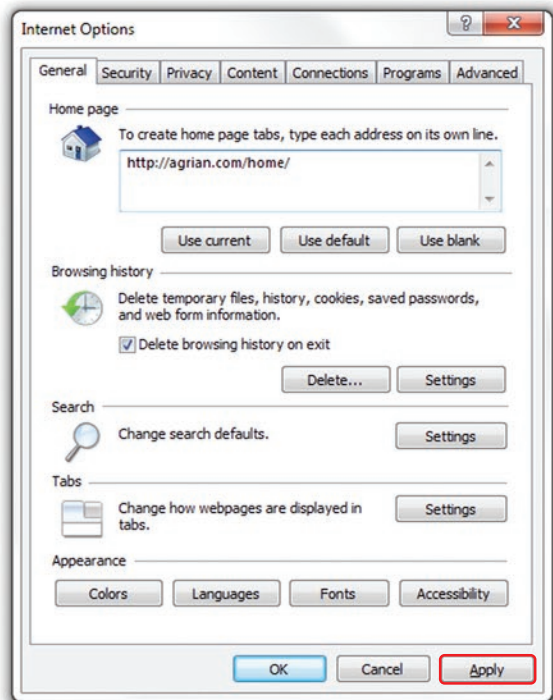 Internet Options
?
General Security Privacy Content Connections Programs Advanced
Home page
To create home page tabs, type each address on its own line.
http://agrian.com/home/
Use current Use default Use blank
Browsing history
Delete temporary files, history, cookies, saved passwords,
and web form information.
Delete browsing history on exit
Delete... Settings
Search
Change search defaults.
Settings
Tabs
Change how webpages are displayed in
tabs.
Settings
Appearance
Colors Languages Fonts Accessibility
OK Cancel Apply